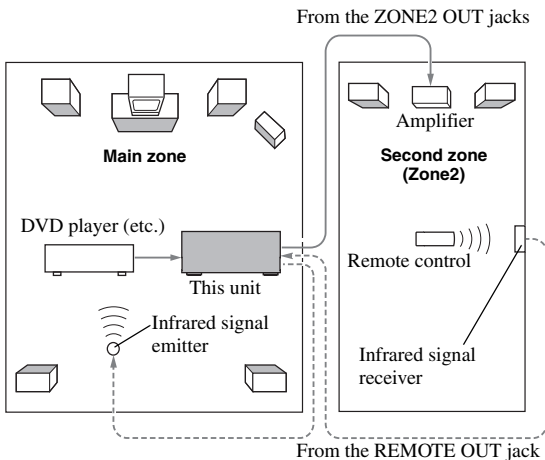 From the ZONE2 OUT jacks
Amplifier
Main zone
Second zone
(Zone2)
DVD player (etc.)
Remote control
This unit
Infrared signal
emitter
Infrared signal
receiver
From the REMOTE OUT jack